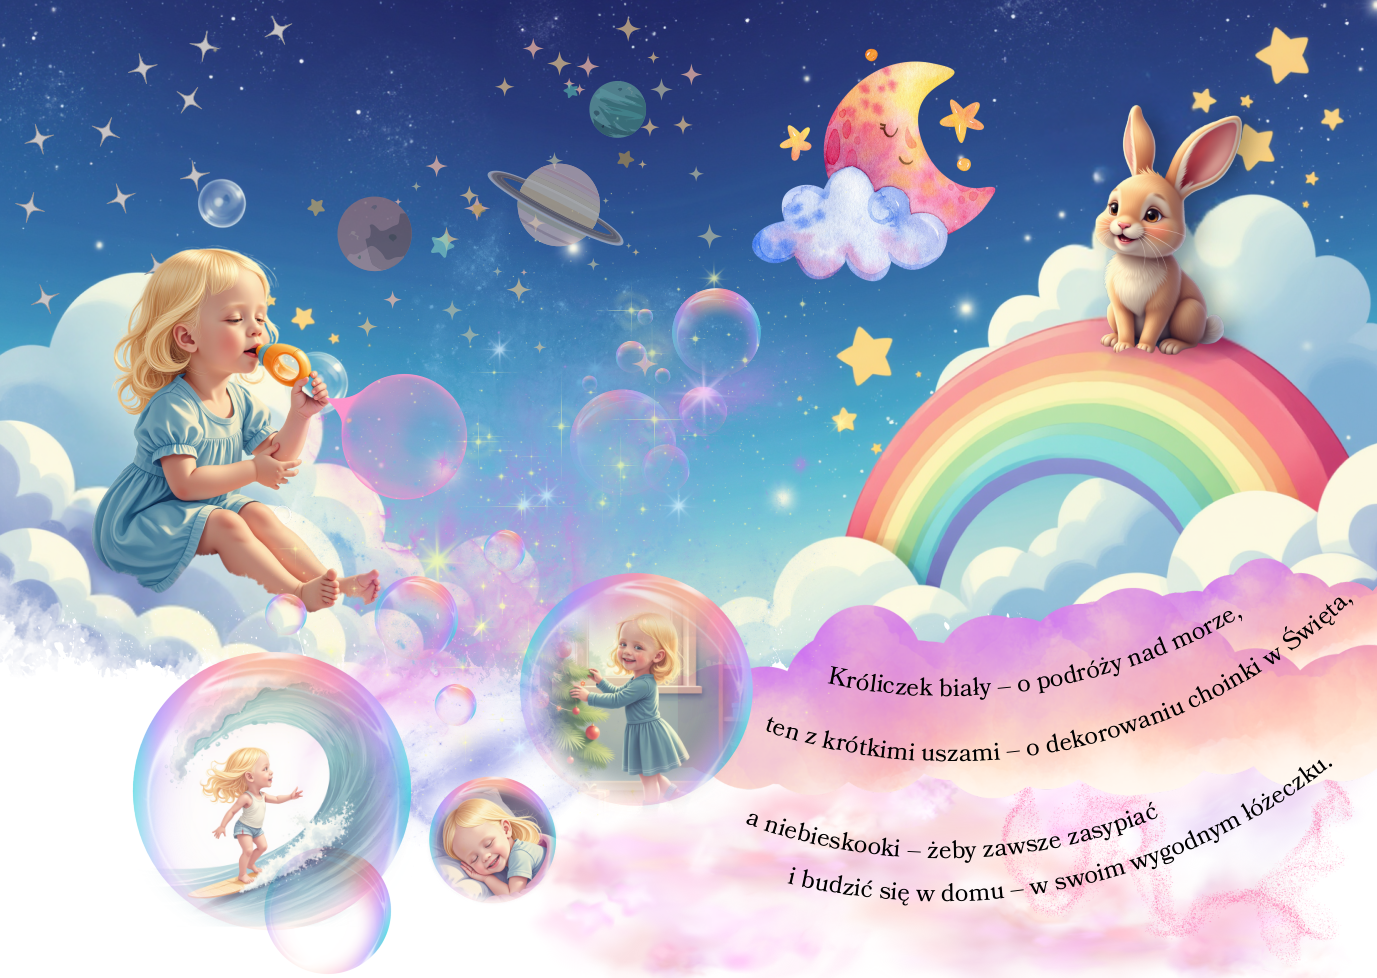 Króliczek biały – o podróży nad morze,
ten z krótkimi uszami – o dekorowaniu choinki w Święta,
a niebieskooki – żeby zawsze zasypiać
i budzić się w domu – w swoim wygodnym łóżeczku.